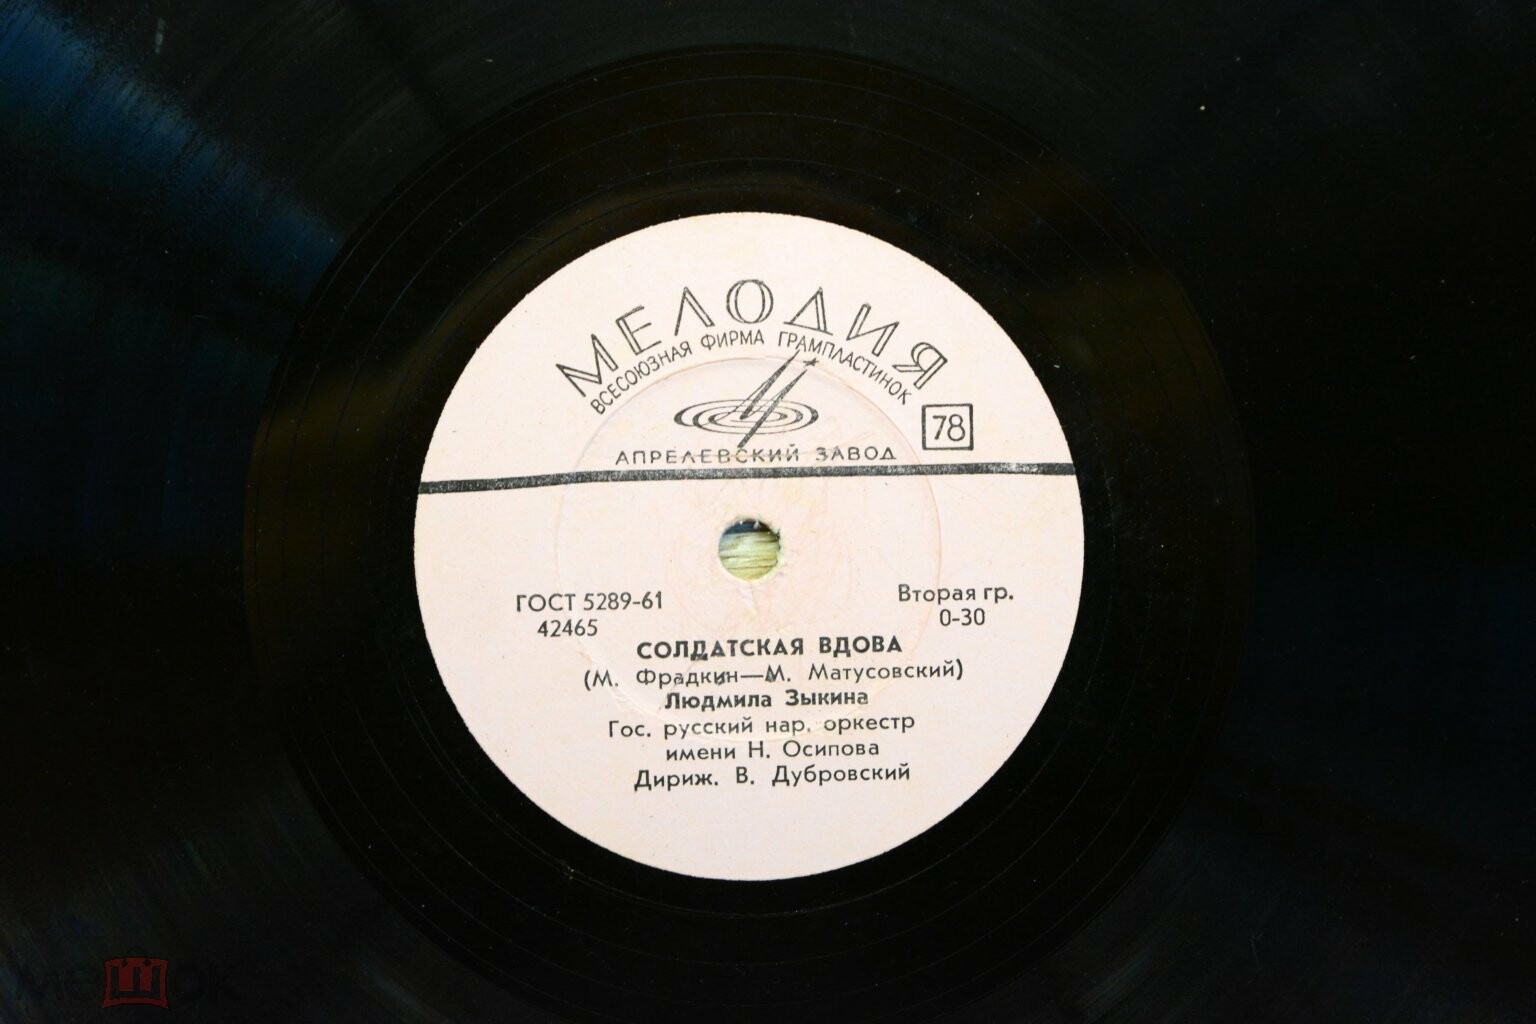 МЕЛОДИЯ
ВСЕСОЮЗНАЯ ФИРМА ГРАМПЛАСТИНОК
78
АПРЕЛЕВСКИЙ ЗАВОД
ГОСТ 5289-61
42465
Вторая гр.
0-30
СОЛДАТСКАЯ ВДОВА
(М. Фрадкин—М. Матусовский)
Людмила Зыкина
Гос. русский нар. оркестр
имени Н. Осипова
Дириж. В. Дубровский
мешок